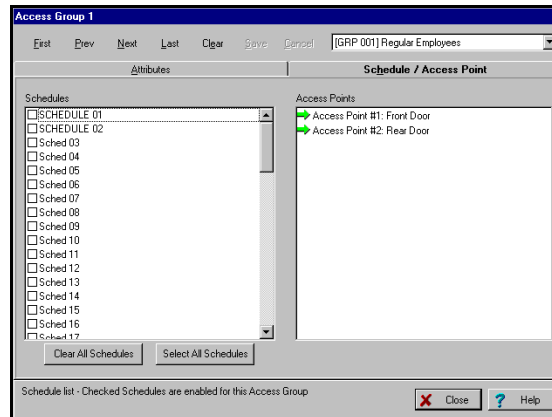 Access Group 1
First Prev Next Last Clear Save Cancel [GRP 001] Regular Employees
Attributes Schedule / Access Point
Schedules Access Points
SCHEDULE 01
SCHEDULE 02
Sched 03
Sched 04
Sched 05
Sched 06
Sched 07
Sched 08
Sched 09
Sched 10
Sched 11
Sched 12
Sched 13
Sched 14
Sched 15
Sched 16
Sched 17
Access Point #1: Front Door
Access Point #2: Rear Door
Clear All Schedules Select All Schedules
Schedule list - Checked Schedules are enabled for this Access Group
Close Help